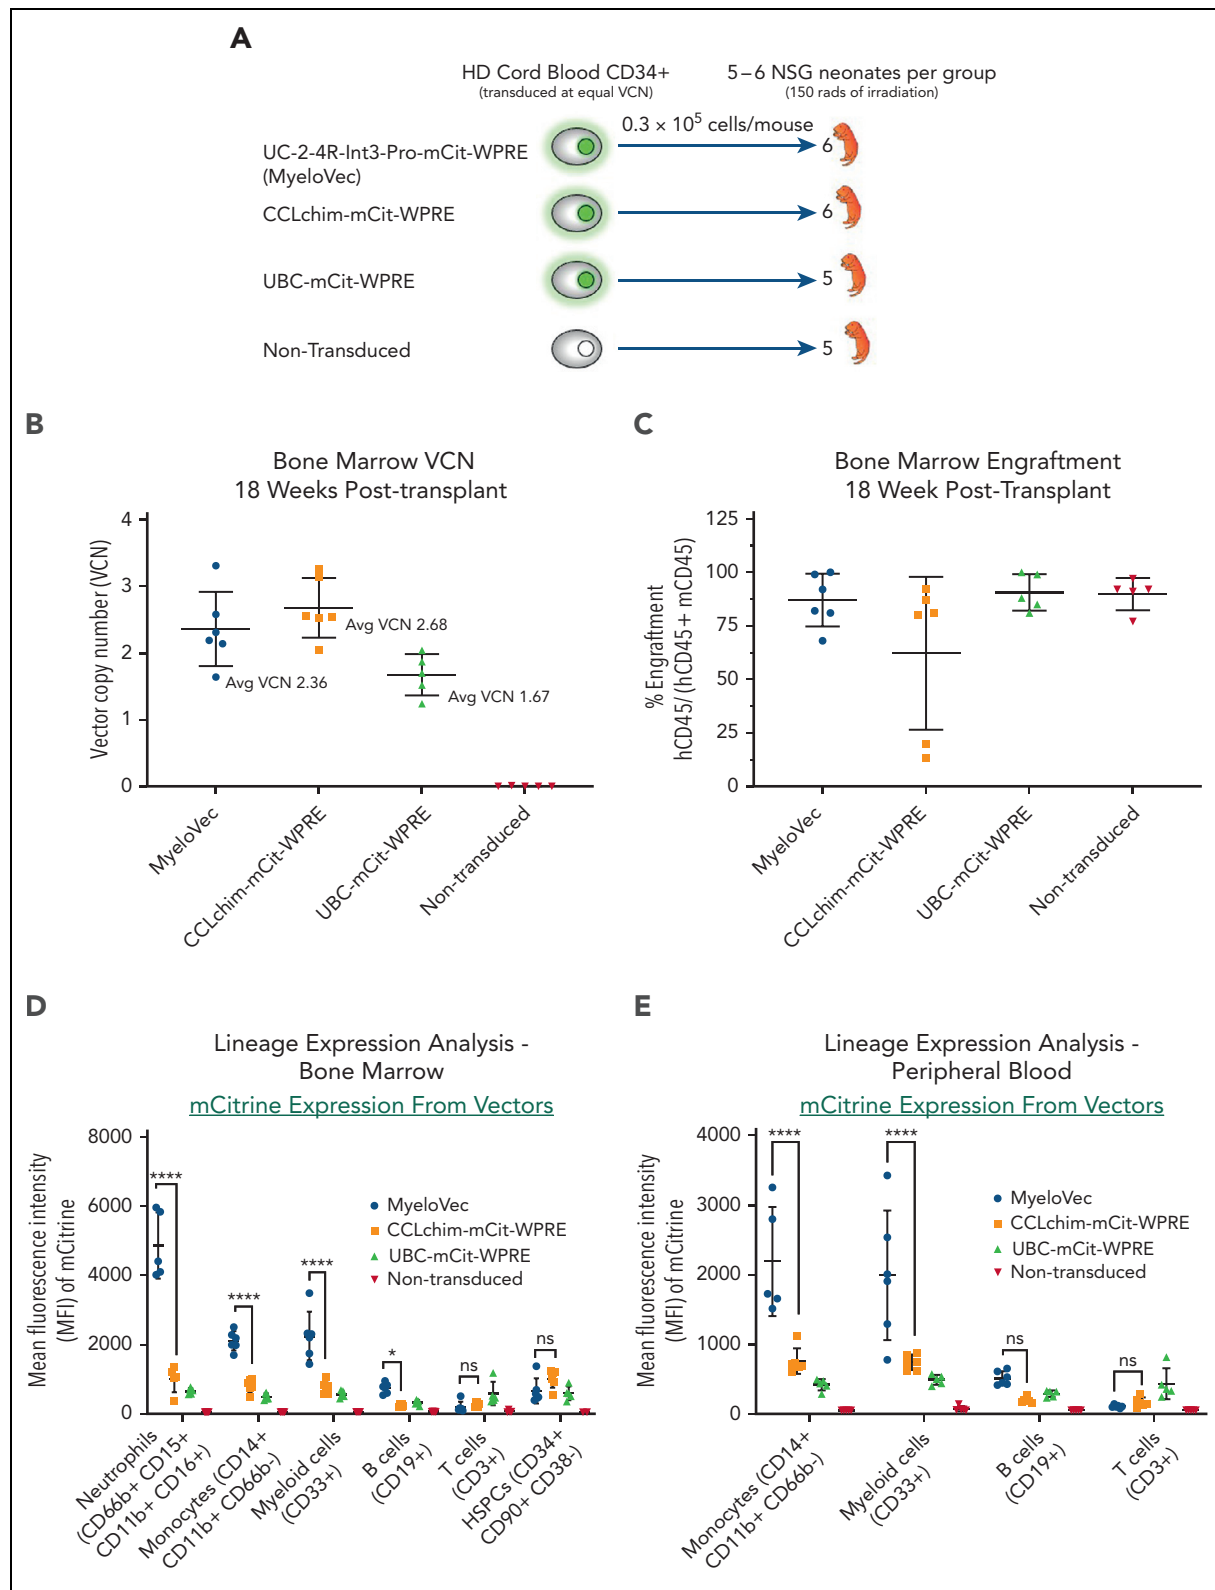 A
HD Cord Blood CD34+
(transduced at equal VCN)
5–6 NSG neonates per group
(150 rads of irradiation)
0.3 × 10⁵ cells/mouse
UC-2-4R-Int3-Pro-mCit-WPRE
(MyeloVec)
6
CCLchim-mCit-WPRE
6
UBC-mCit-WPRE
5
Non-Transduced
5
B
Bone Marrow VCN
18 Weeks Post-transplant
Vector copy number (VCN)
4
3
2
1
0
Avg VCN 2.36
Avg VCN 2.68
Avg VCN 1.67
MyeloVec
CCLchim-mCit-WPRE
UBC-mCit-WPRE
Non-transduced
C
Bone Marrow Engraftment
18 Week Post-Transplant
% Engraftment
hCD45/(hCD45+ mCD45)
125
100
75
50
25
0
MyeloVec
CCLchim-mCit-WPRE
UBC-mCit-WPRE
Non-transduced
D
Lineage Expression Analysis -
Bone Marrow
mCitrine Expression From Vectors
Mean fluorescence intensity
(MFI) of mCitrine
8000
6000
4000
2000
0
****
****
****
*
ns
ns
MyeloVec
CCLchim-mCit-WPRE
UBC-mCit-WPRE
Non-transduced
Neutrophils
(CD66b+ CD15+
CD11b+ CD16+)
Monocytes (CD14+
CD11b+ CD66b-)
Myeloid cells
(CD33+)
B cells
(CD19+)
T cells
(CD3+)
HSPCs (CD34+
CD90+ CD38-)
E
Lineage Expression Analysis -
Peripheral Blood
mCitrine Expression From Vectors
Mean fluorescence intensity
(MFI) of mCitrine
4000
3000
2000
1000
0
****
****
ns
ns
MyeloVec
CCLchim-mCit-WPRE
UBC-mCit-WPRE
Non-transduced
Monocytes (CD14+
CD11b+ CD66b-)
Myeloid cells
(CD33+)
B cells
(CD19+)
T cells
(CD3+)